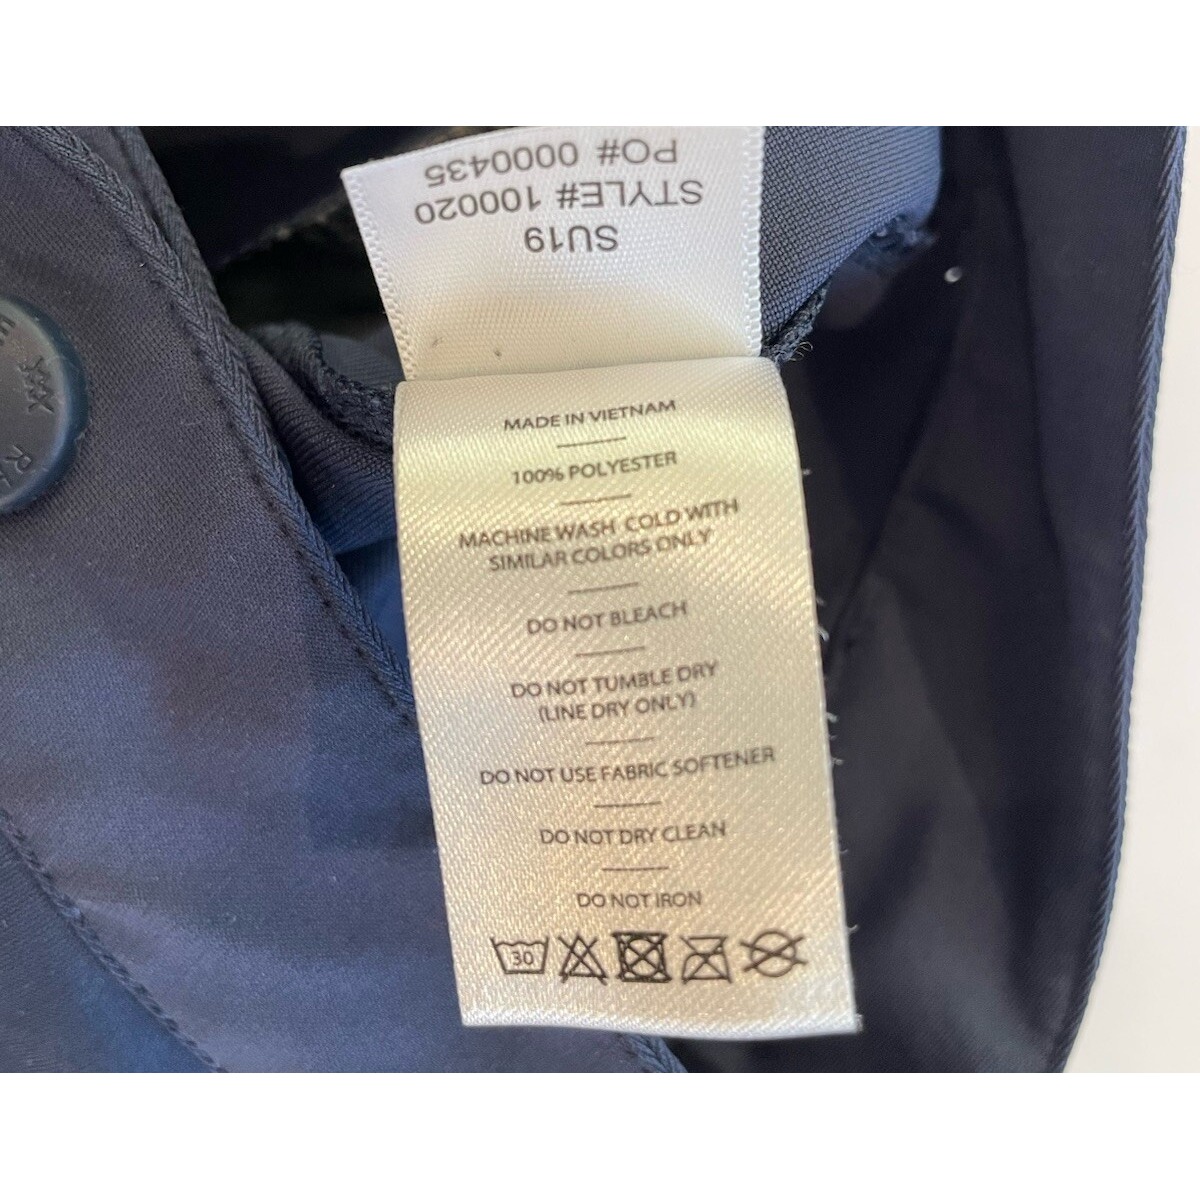 PO# 0000435
STYLE# 100020
SU19
MADE IN VIETNAM
100% POLYESTER
MACHINE WASH COLD WITH
SIMILAR COLORS ONLY
DO NOT BLEACH
DO NOT TUMBLE DRY
(LINE DRY ONLY)
DO NOT USE FABRIC SOFTENER
DO NOT DRY CLEAN
DO NOT IRON
30